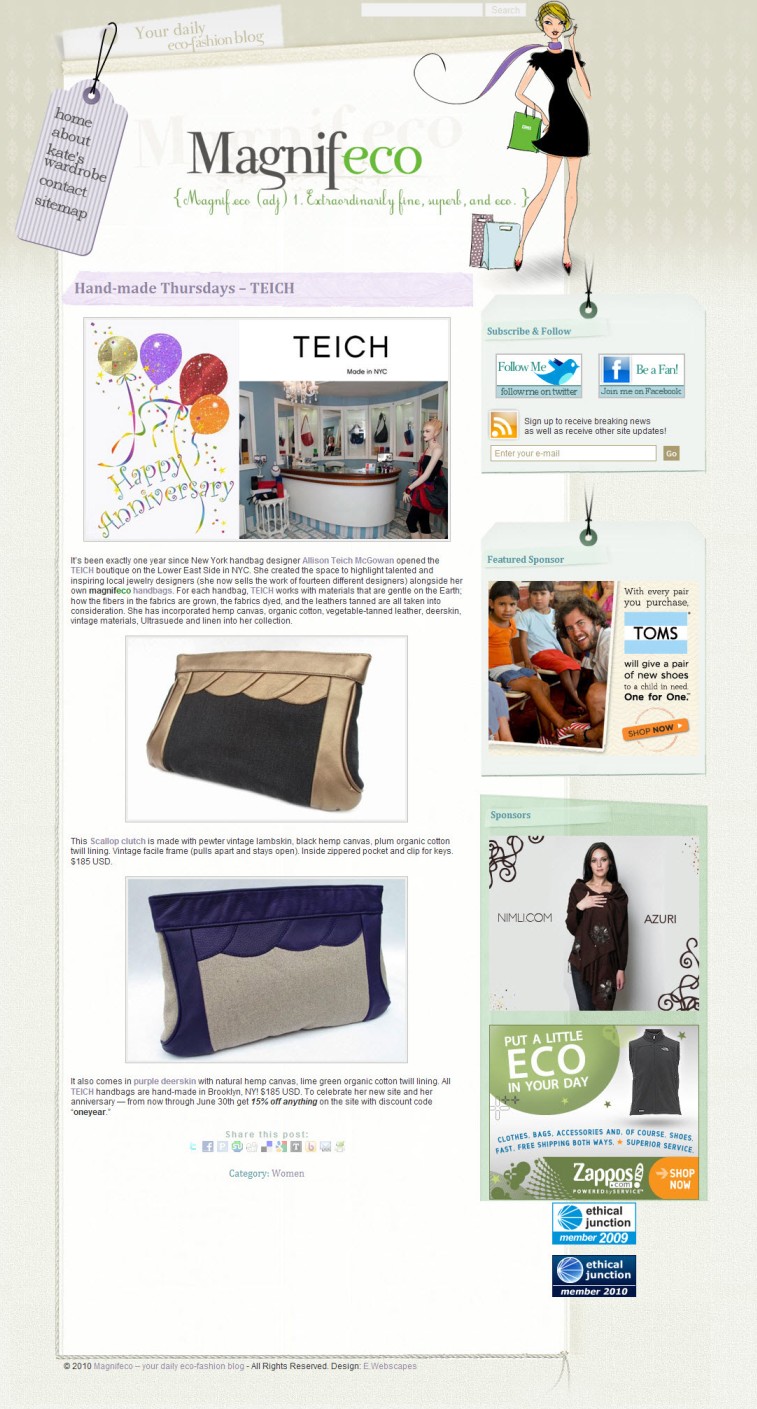 Your daily
eco-fashion blog
Search
home
about
kate's
wardrobe
contact
sitemap
Magnifeco
{Magnif.eco (adj) 1. Extraordinarily fine, superb, and eco. }
Hand-made Thursdays – TEICH
Happy
Anniversary
TEICH
Made in NYC
It's been exactly one year since New York handbag designer Allison Teich McGowan opened the
TEICH boutique on the Lower East Side in NYC. She created the space to highlight talented and
inspiring local jewelry designers (she now sells the work of fourteen different designers) alongside her
own magnifeco handbags. For each handbag, TEICH works with materials that are gentle on the Earth;
how the fibers in the fabrics are grown, the fabrics dyed, and the leathers tanned are all taken into
consideration. She has incorporated hemp canvas, organic cotton, vegetable-tanned leather, deerskin,
vintage materials, Ultrasuede and linen into her collection.
This Scallop clutch is made with pewter vintage lambskin, black hemp canvas, plum organic cotton
twill lining. Vintage facile frame (pulls apart and stays open). Inside zippered pocket and clip for keys.
$185 USD.
It also comes in purple deerskin with natural hemp canvas, lime green organic cotton twill lining. All
TEICH handbags are hand-made in Brooklyn, NY! $185 USD. To celebrate her new site and her
anniversary — from now through June 30th get 15% off anything on the site with discount code
“oneyear.”
Share this post:
Category: Women
Subscribe & Follow
Follow Me
follow me on twitter
Be a Fan!
Join me on Facebook
Sign up to receive breaking news
as well as receive other site updates!
Enter your e-mail
Go
Featured Sponsor
With every pair
you purchase,
TOMS
will give a pair
of new shoes
to a child in need.
One for One.
SHOP NOW
Sponsors
NIMLI.COM
AZURI
PUT A LITTLE
ECO
IN YOUR DAY
CLOTHES, BAGS, ACCESSORIES AND, OF COURSE, SHOES.
FAST, FREE SHIPPING BOTH WAYS. ★ SUPERIOR SERVICE.
Zappos!
.com
POWERED by SERVICE
SHOP
NOW
ethical
junction
member 2009
ethical
junction
member 2010
© 2010 Magnifeco – your daily eco-fashion blog - All Rights Reserved. Design: E.Webscapes